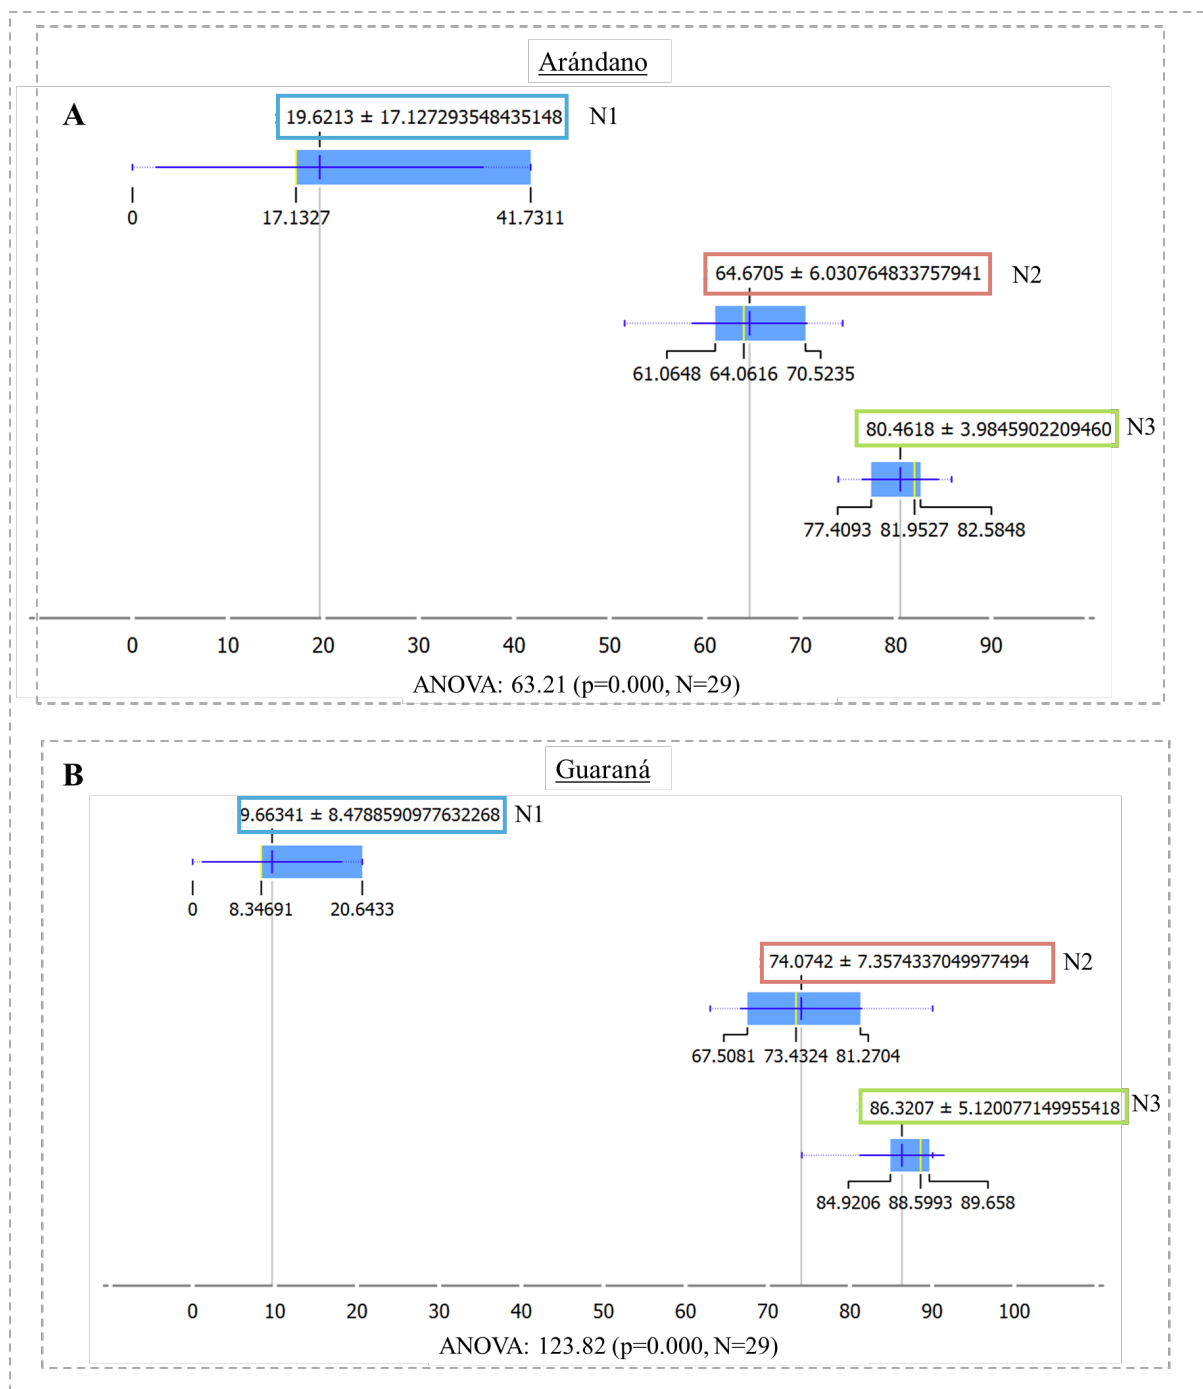 Arándano
A
19.6213 ± 17.127293548435148 N1
0 17.1327 41.7311
64.6705 ± 6.030764833757941 N2
61.0648 64.0616 70.5235
80.4618 ± 3.9845902209460 N3
77.4093 81.9527 82.5848
0 10 20 30 40 50 60 70 80 90
ANOVA: 63.21 (p=0.000, N=29)
Guaraná
B
9.66341 ± 8.4788590977632268 N1
0 8.34691 20.6433
74.0742 ± 7.3574337049977494 N2
67.5081 73.4324 81.2704
86.3207 ± 5.120077149955418 N3
84.9206 88.5993 89.658
0 10 20 30 40 50 60 70 80 90 100
ANOVA: 123.82 (p=0.000, N=29)